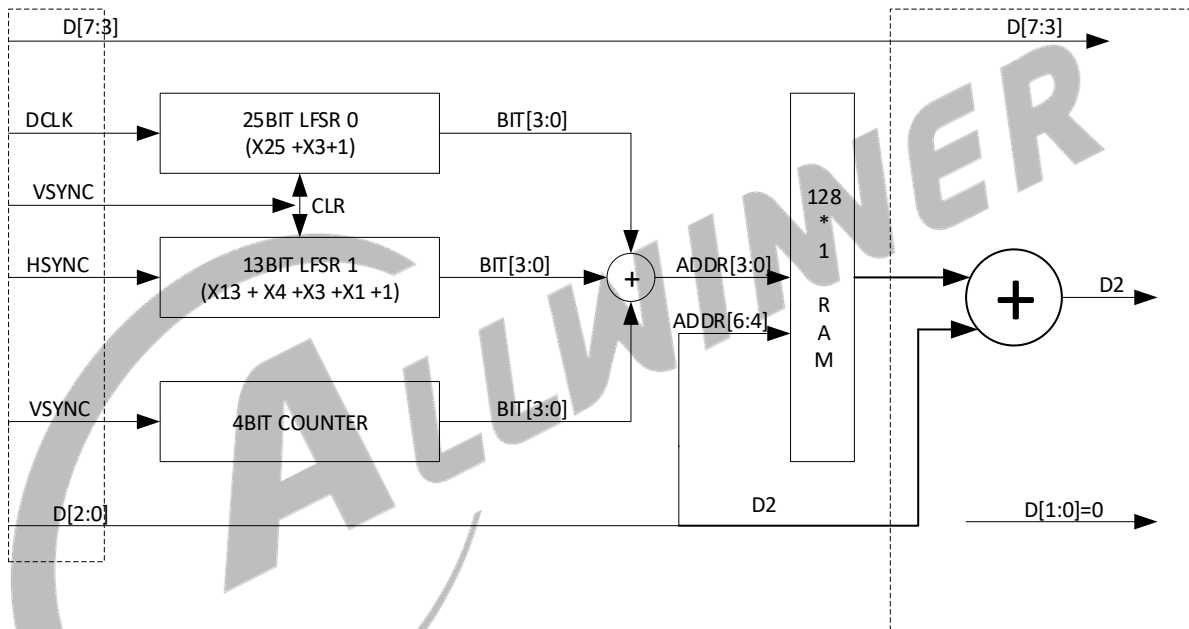 D[7:3]
D[7:3]
DCLK
25BIT LFSR 0
(X25 +X3+1)
BIT[3:0]
VSYNC
CLR
128
*
1
R
A
M
HSYNC
13BIT LFSR 1
(X13 + X4 +X3 +X1 +1)
BIT[3:0]
+
ADDR[3:0]
ADDR[6:4]
+
D2
VSYNC
4BIT COUNTER
BIT[3:0]
D[2:0]
D2
D[1:0]=0
ALLWINNER